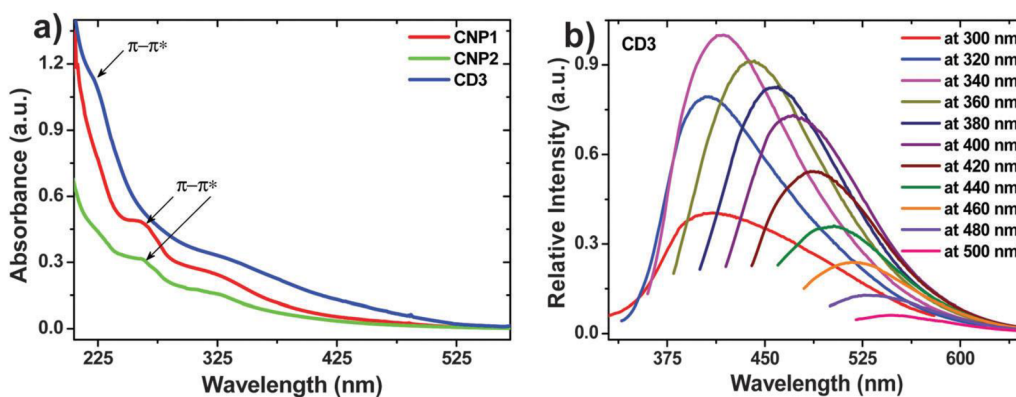 a)
π–π*
π–π*
CNP1
CNP2
CD3
1.2
0.9
0.6
0.3
0.0
Absorbance (a.u.)
225
325
425
525
Wavelength (nm)
b)
CD3
at 300 nm
at 320 nm
at 340 nm
at 360 nm
at 380 nm
at 400 nm
at 420 nm
at 440 nm
at 460 nm
at 480 nm
at 500 nm
0.9
0.6
0.3
0.0
Relative Intensity (a.u.)
375
450
525
600
Wavelength (nm)